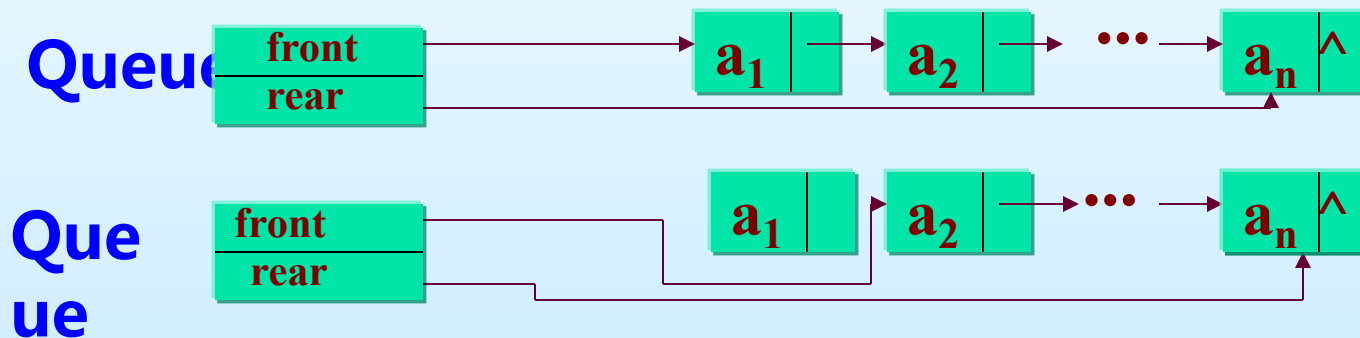 Queue
front
rear
a₁
a₂
•••
aₙ ^
Que
ue
front
rear
a₁
a₂
•••
aₙ ^